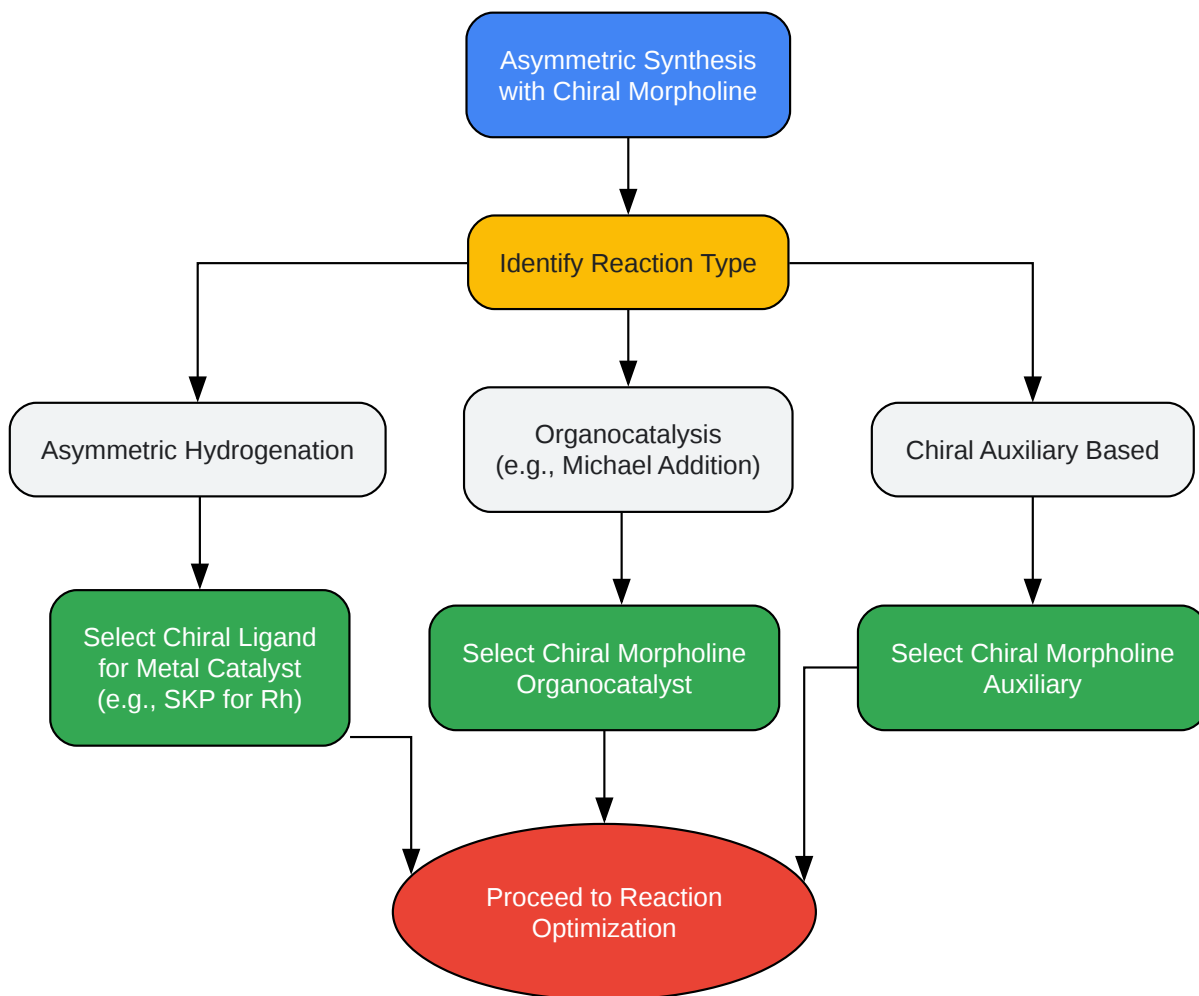 Asymmetric Synthesis
with Chiral Morpholine
Identify Reaction Type
Asymmetric Hydrogenation
Organocatalysis
(e.g., Michael Addition)
Chiral Auxiliary Based
Select Chiral Ligand
for Metal Catalyst
(e.g., SKP for Rh)
Select Chiral Morpholine
Organocatalyst
Select Chiral Morpholine
Auxiliary
Proceed to Reaction
Optimization